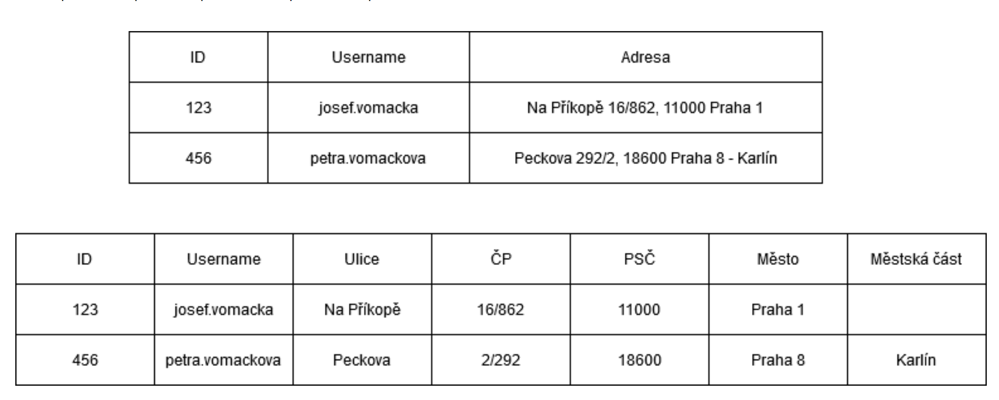 ID Username Adresa
123 josef.vomacka Na Příkopě 16/862, 11000 Praha 1
456 petra.vomackova Peckova 292/2, 18600 Praha 8 - Karlín
ID Username Ulice ČP PSČ Město Městská část
123 josef.vomacka Na Příkopě 16/862 11000 Praha 1
456 petra.vomackova Peckova 2/292 18600 Praha 8 Karlín